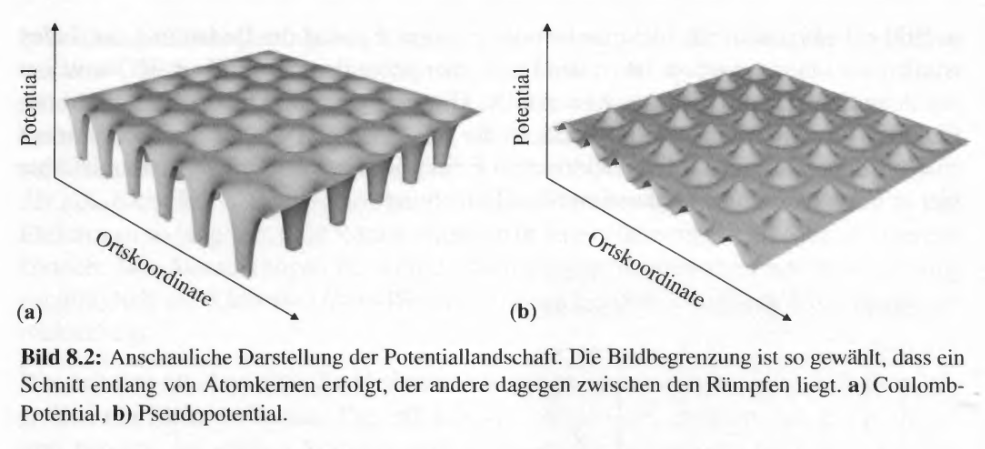 Potential
Ortskoordinate
(a)
Potential
Ortskoordinate
(b)
Bild 8.2: Anschauliche Darstellung der Potentiallandschaft. Die Bildbegrenzung ist so gewählt, dass ein
Schnitt entlang von Atomkernen erfolgt, der andere dagegen zwischen den Rümpfen liegt. a) Coulomb-
Potential, b) Pseudopotential.